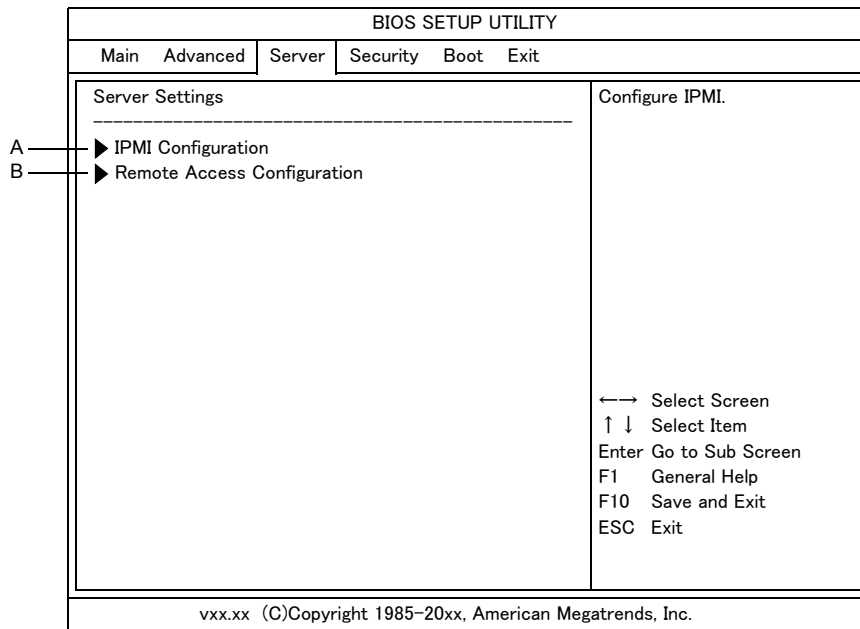 BIOS SETUP UTILITY
Main Advanced Server Security Boot Exit
Server Settings
------------------------------------------------
A ▶ IPMI Configuration
B ▶ Remote Access Configuration
Configure IPMI.
←→ Select Screen
↑↓ Select Item
Enter Go to Sub Screen
F1 General Help
F10 Save and Exit
ESC Exit
vxx.xx (C)Copyright 1985-20xx, American Megatrends, Inc.